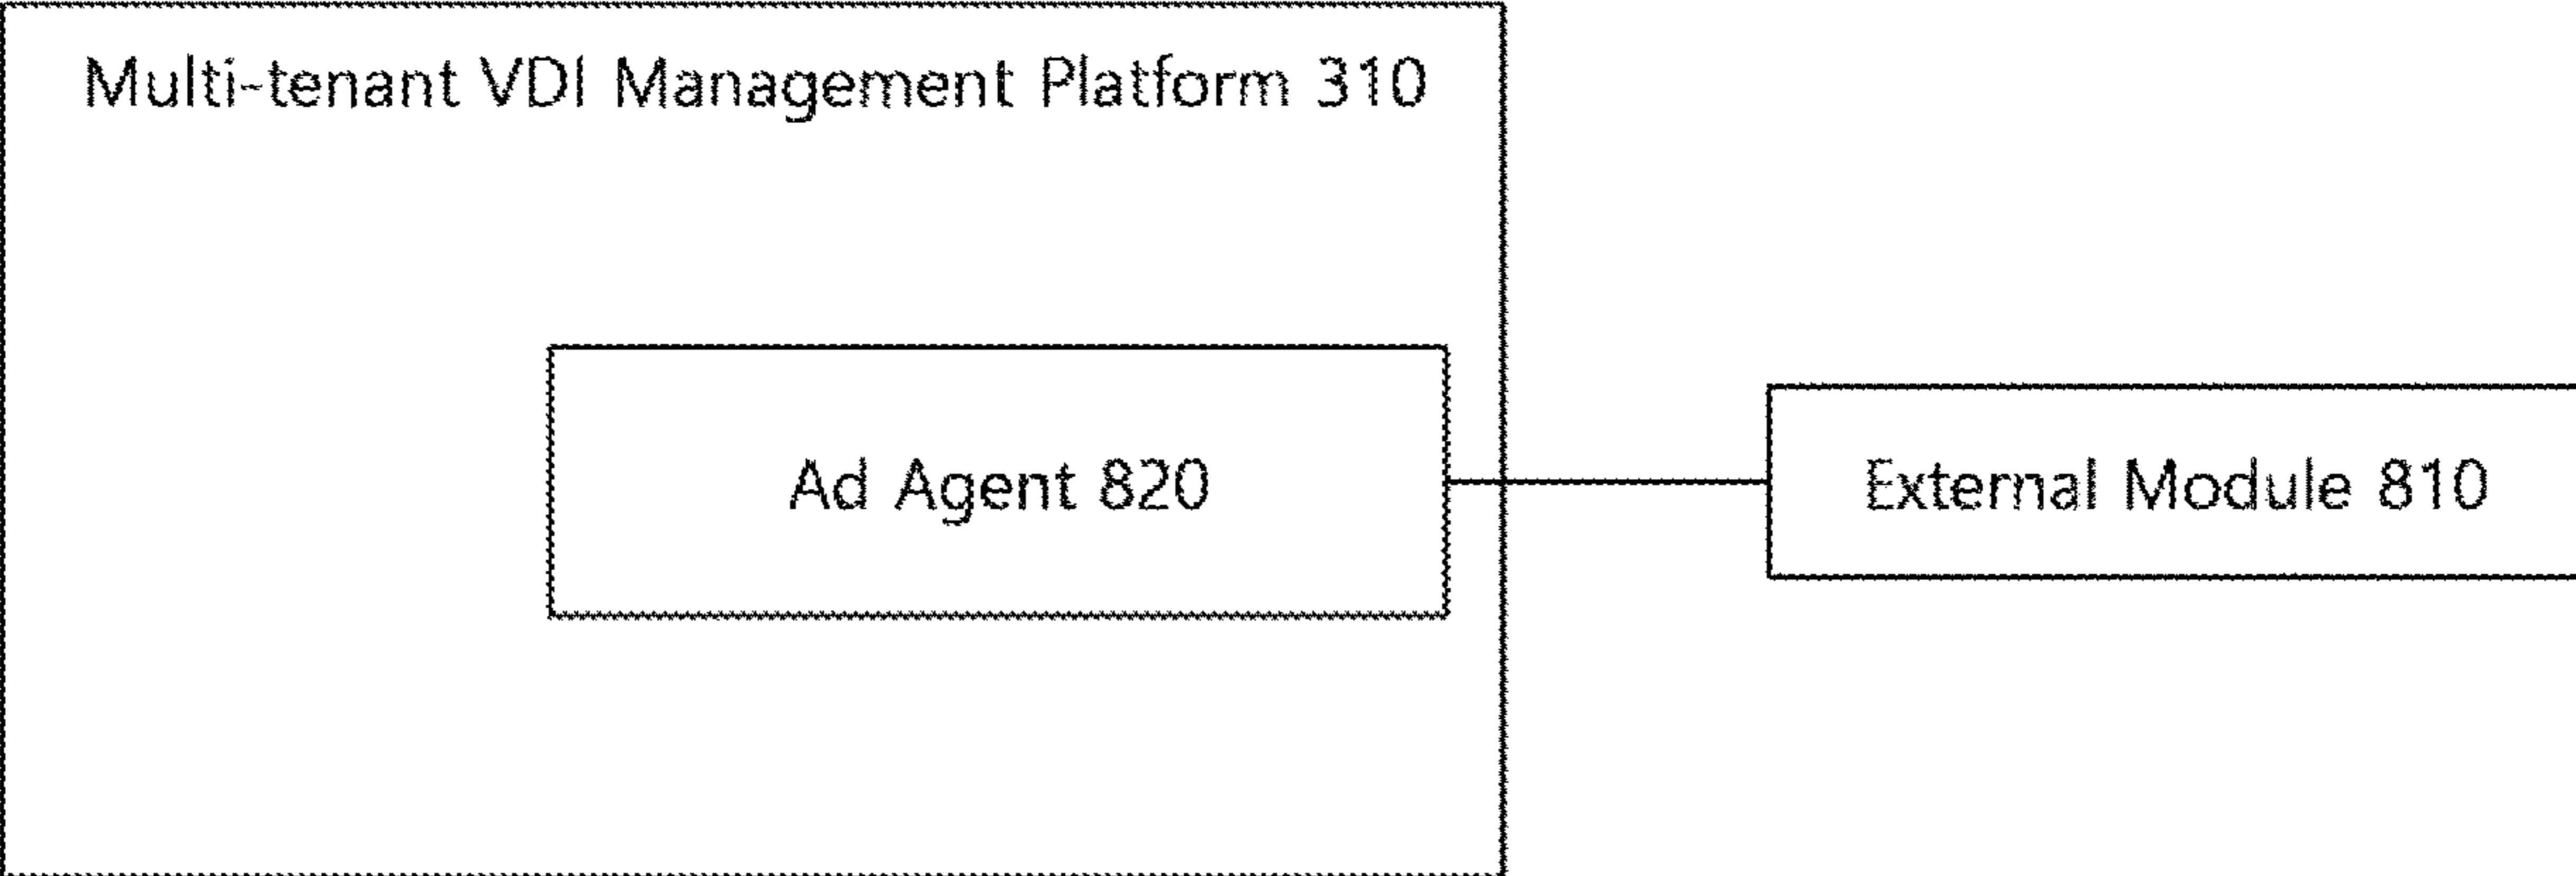 Multi-tenant VDI Management Platform 310
Ad Agent 820
External Module 810